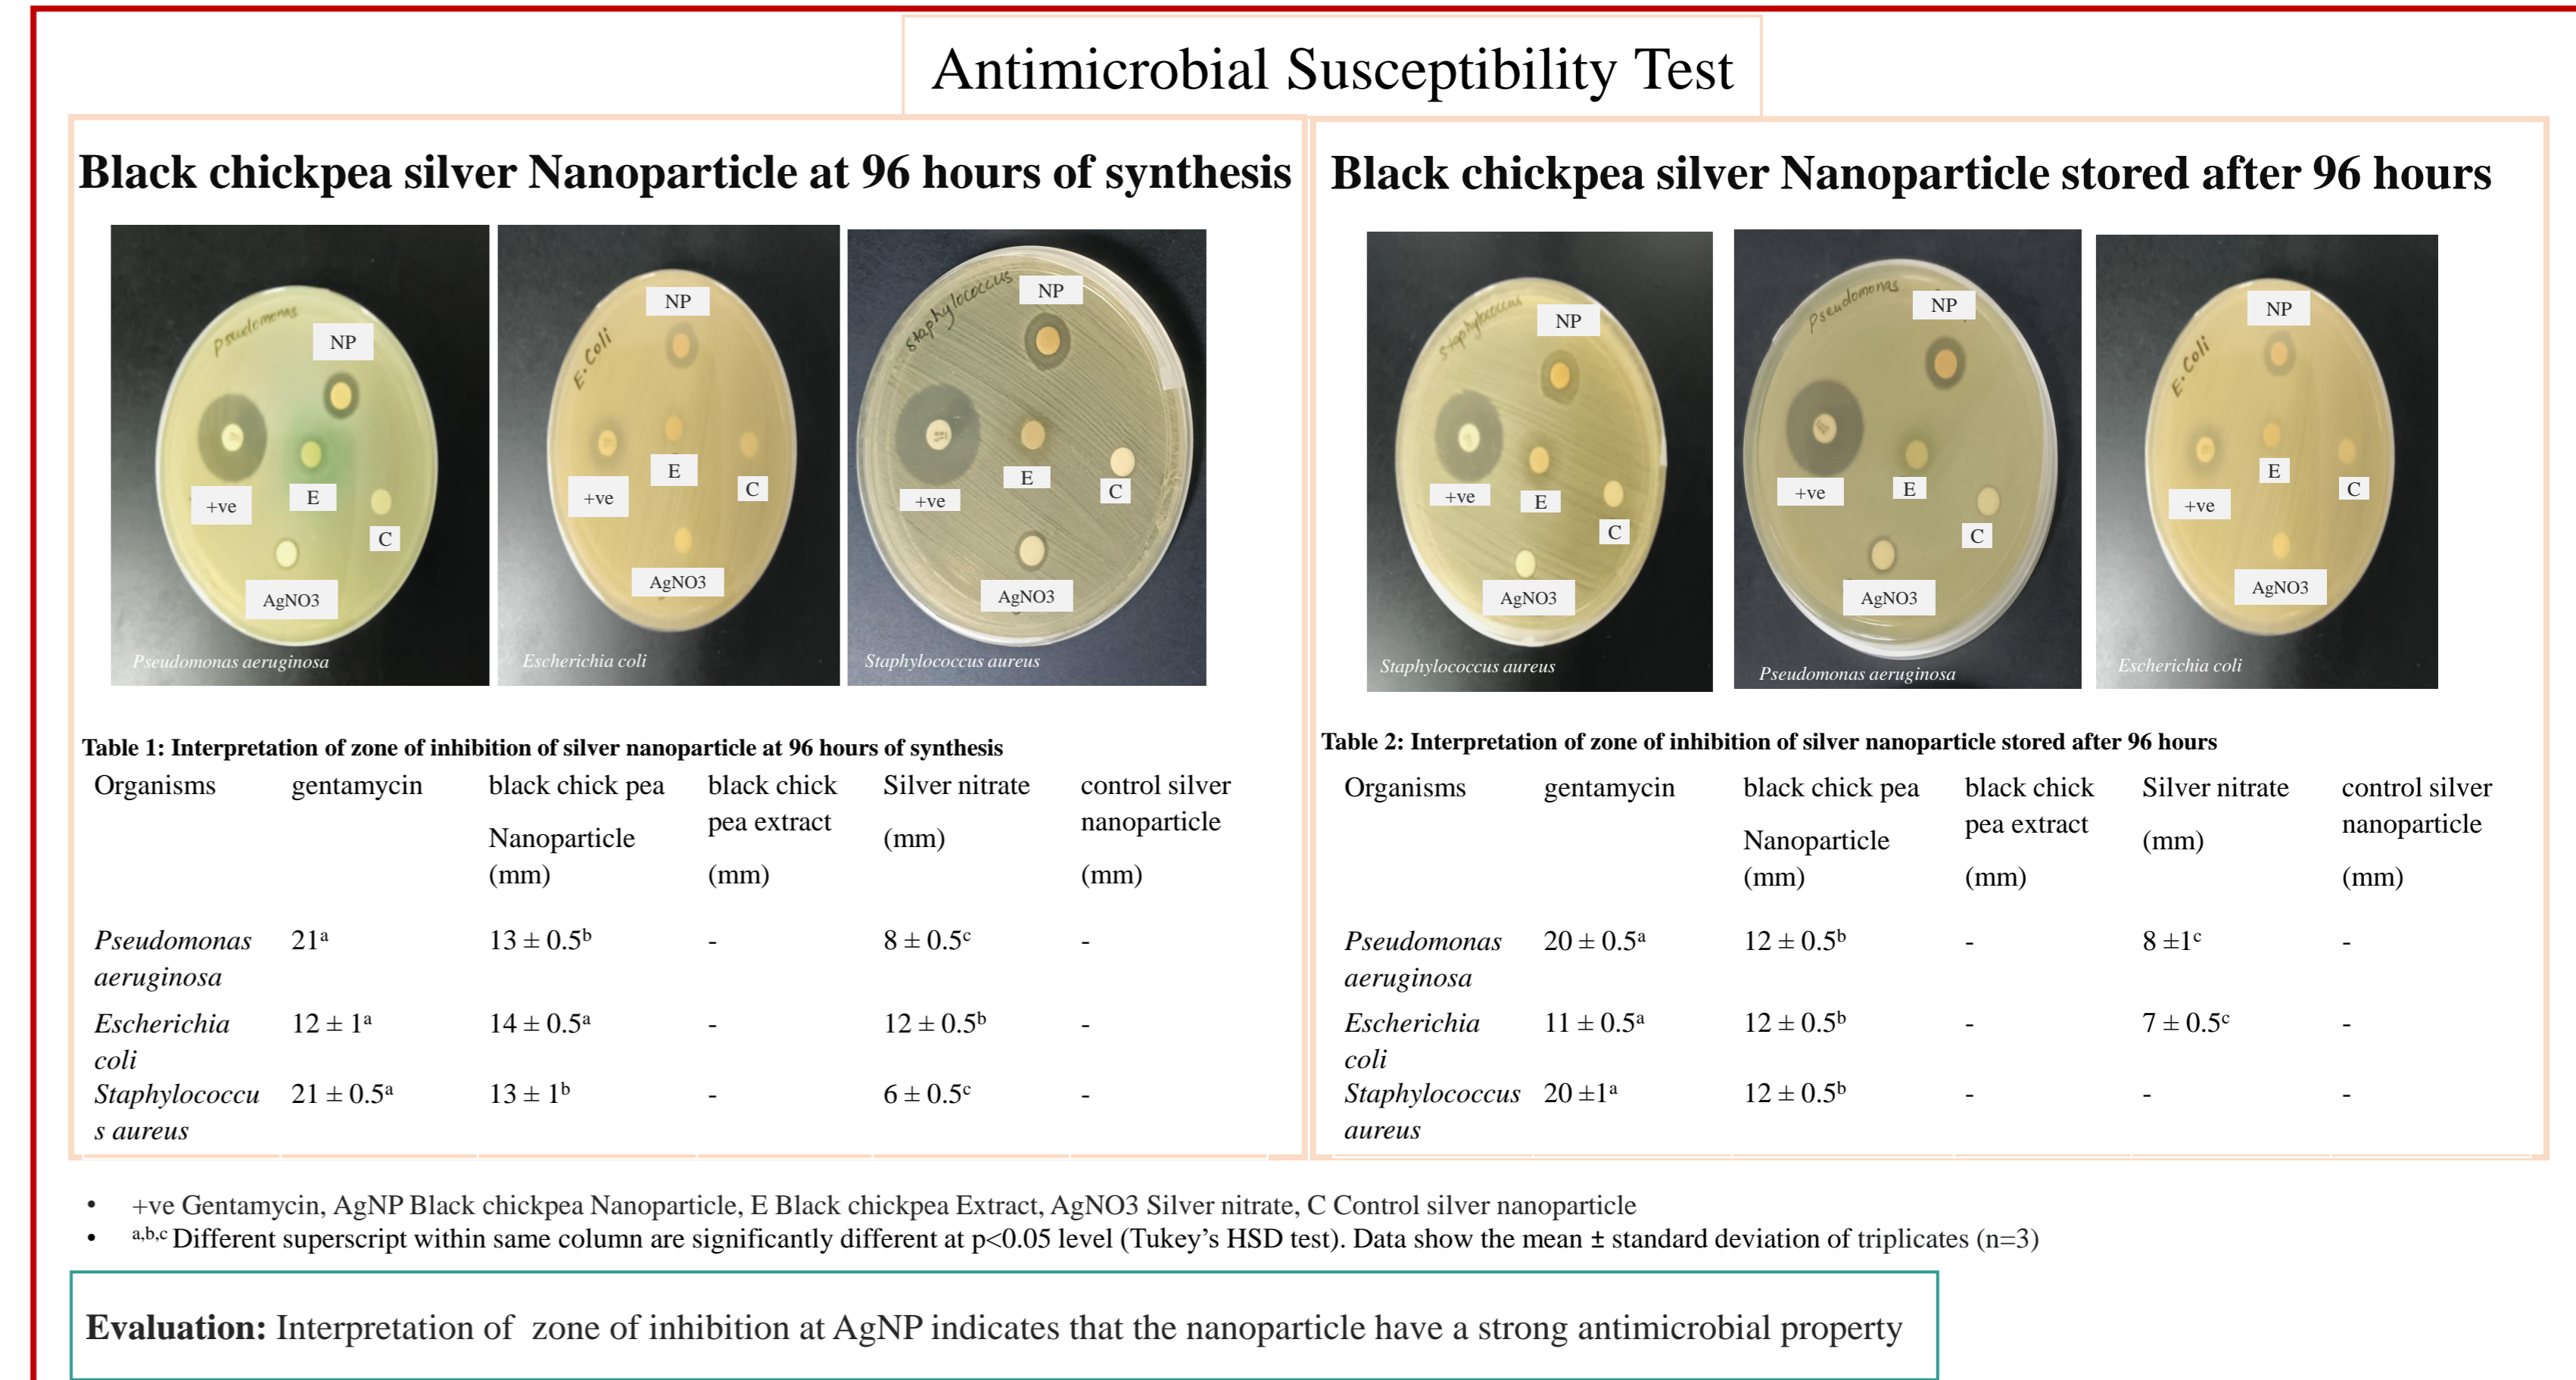 Antimicrobial Susceptibility Test
Black chickpea silver Nanoparticle at 96 hours of synthesis
pseudomonas
NP
+ve
E
C
AgNO3
Pseudomonas aeruginosa
E. Coli
NP
+ve
E
C
AgNO3
Escherichia coli
staphylococcus
NP
+ve
E
C
AgNO3
Staphylococcus aureus
Table 1: Interpretation of zone of inhibition of silver nanoparticle at 96 hours of synthesis
Organisms gentamycin black chick pea black chick Silver nitrate control silver
pea extract nanoparticle
Nanoparticle (mm)
(mm) (mm) (mm)
Pseudomonas 21ᵃ 13 ± 0.5ᵇ - 8 ± 0.5ᶜ -
aeruginosa
Escherichia 12 ± 1ᵃ 14 ± 0.5ᵃ - 12 ± 0.5ᵇ -
coli
Staphylococcu 21 ± 0.5ᵃ 13 ± 1ᵇ - 6 ± 0.5ᶜ -
s aureus
Black chickpea silver Nanoparticle stored after 96 hours
staphylococcus
NP
+ve
E
C
AgNO3
Staphylococcus aureus
pseudomonas
NP
+ve
E
C
AgNO3
Pseudomonas aeruginosa
E. Coli
NP
+ve
E
C
AgNO3
Escherichia coli
Table 2: Interpretation of zone of inhibition of silver nanoparticle stored after 96 hours
Organisms gentamycin black chick pea black chick Silver nitrate control silver
pea extract nanoparticle
Nanoparticle (mm)
(mm) (mm) (mm)
Pseudomonas 20 ± 0.5ᵃ 12 ± 0.5ᵇ - 8 ±1ᶜ -
aeruginosa
Escherichia 11 ± 0.5ᵃ 12 ± 0.5ᵇ - 7 ± 0.5ᶜ -
coli
Staphylococcus 20 ±1ᵃ 12 ± 0.5ᵇ - - -
aureus
• +ve Gentamycin, AgNP Black chickpea Nanoparticle, E Black chickpea Extract, AgNO3 Silver nitrate, C Control silver nanoparticle
• ᵃ,ᵇ,ᶜ Different superscript within same column are significantly different at p<0.05 level (Tukey’s HSD test). Data show the mean ± standard deviation of triplicates (n=3)
Evaluation: Interpretation of zone of inhibition at AgNP indicates that the nanoparticle have a strong antimicrobial property